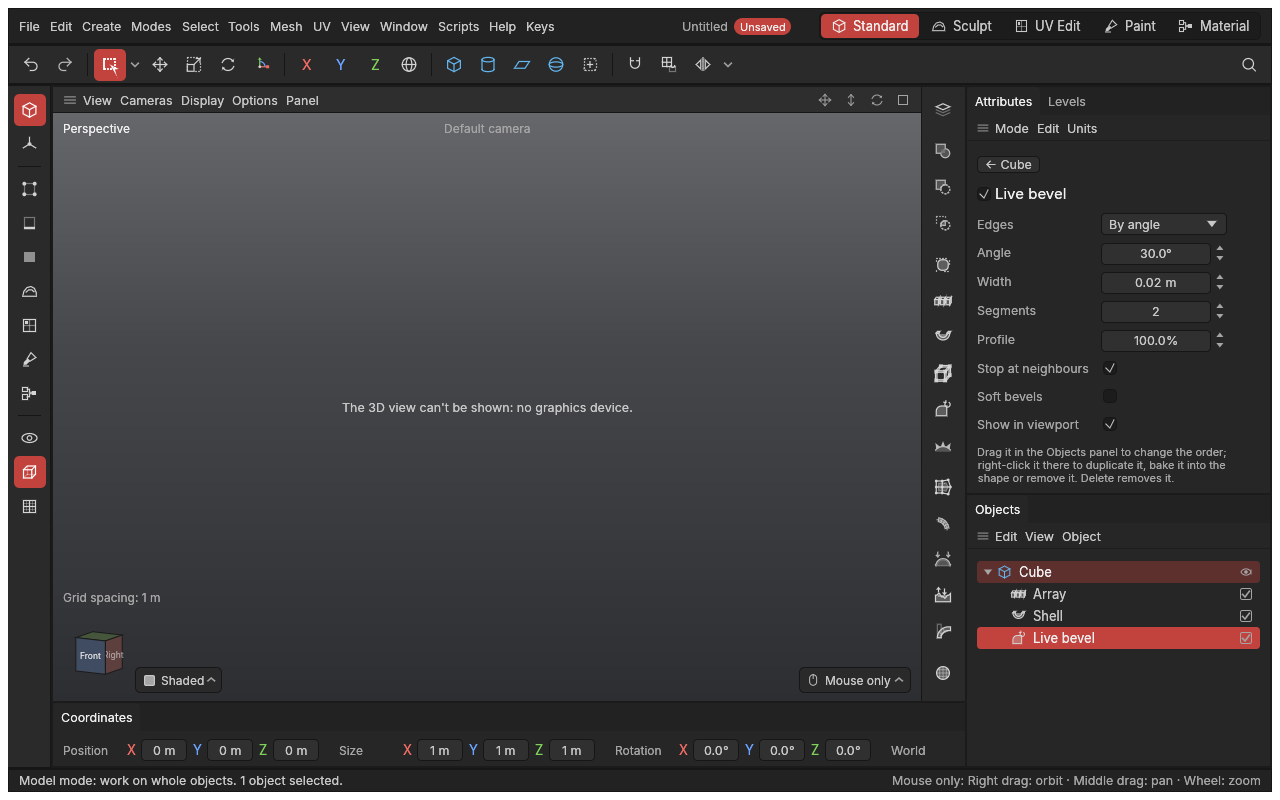 File Edit Create Modes Select Tools Mesh UV View Window Scripts Help Keys Untitled Unsaved Standard Sculpt UV Edit Paint Material
X Y Z
View Cameras Display Options Panel
Perspective Default camera
The 3D view can't be shown: no graphics device.
Grid spacing: 1 m
Front Right
Shaded Mouse only
Coordinates
Position X 0 m Y 0 m Z 0 m Size X 1 m Y 1 m Z 1 m Rotation X 0.0° Y 0.0° Z 0.0° World
Attributes Levels
Mode Edit Units
← Cube
Live bevel
Edges By angle
Angle 30.0°
Width 0.02 m
Segments 2
Profile 100.0%
Stop at neighbours
Soft bevels
Show in viewport
Drag it in the Objects panel to change the order;
right-click it there to duplicate it, bake it into the
shape or remove it. Delete removes it.
Objects
Edit View Object
Cube
Array
Shell
Live bevel
Model mode: work on whole objects. 1 object selected. Mouse only: Right drag: orbit · Middle drag: pan · Wheel: zoom